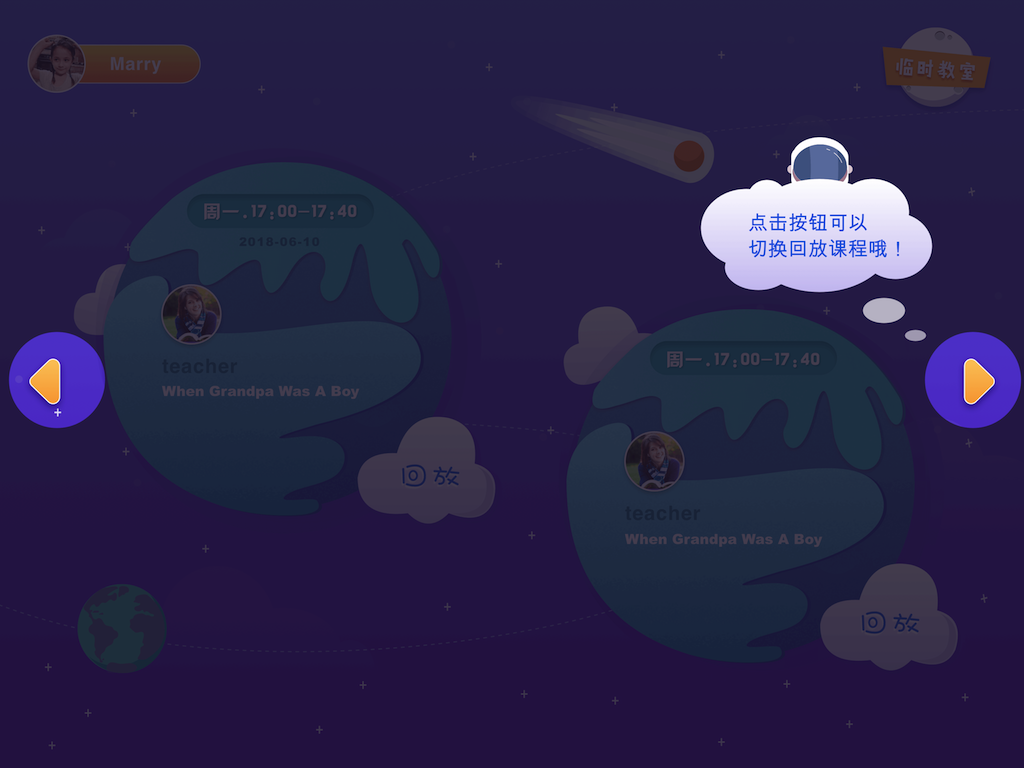 Marry
临时教室
周一.17:00-17:40
2018-06-10
点击按钮可以
切换回放课程哦！
teacher
When Grandpa Was A Boy
回放
周一.17:00-17:40
teacher
When Grandpa Was A Boy
回放